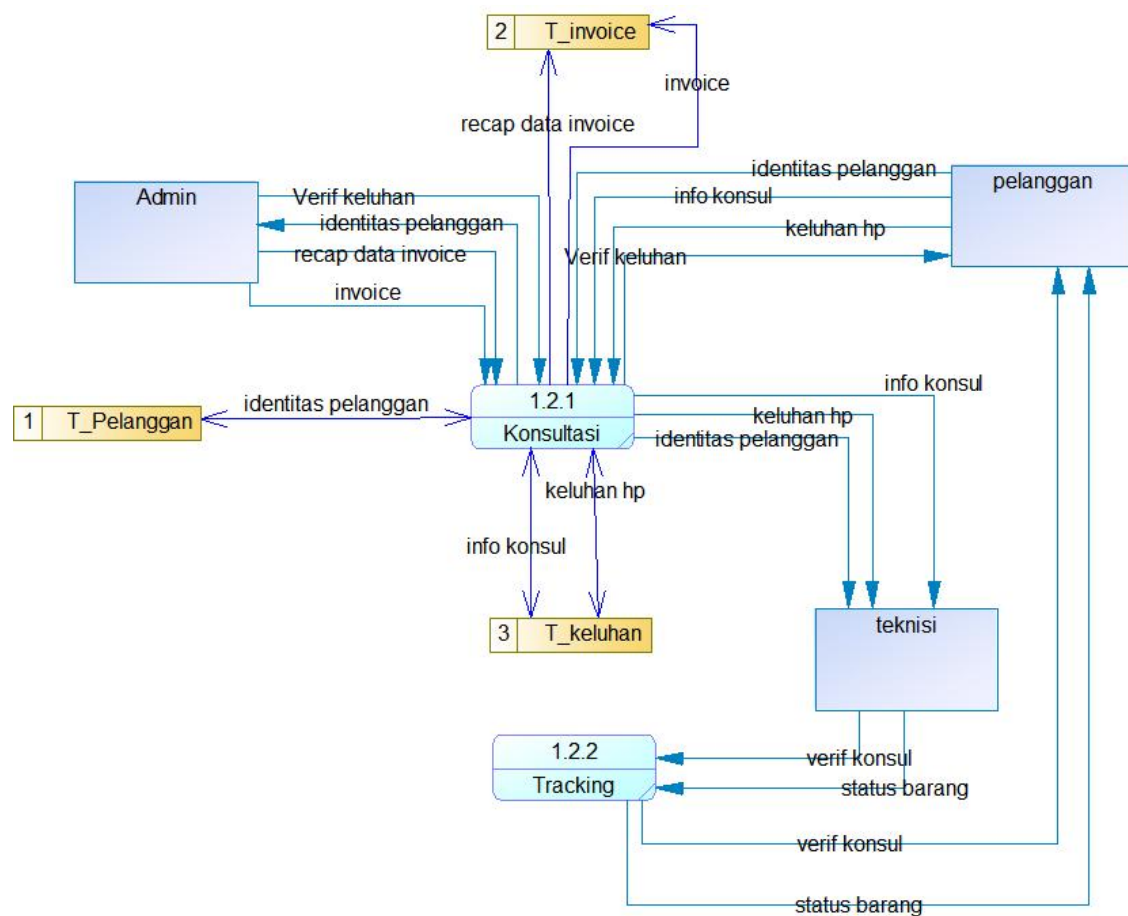 2 T_invoice
invoice
recap data invoice
Admin
Verif keluhan
identitas pelanggan
recap data invoice
invoice
identitas pelanggan
info konsul
keluhan hp
Verif keluhan
pelanggan
1 T_Pelanggan
identitas pelanggan
1.2.1
Konsultasi
info konsul
keluhan hp
identitas pelanggan
keluhan hp
info konsul
3 T_keluhan
teknisi
1.2.2
Tracking
verif konsul
status barang
verif konsul
status barang